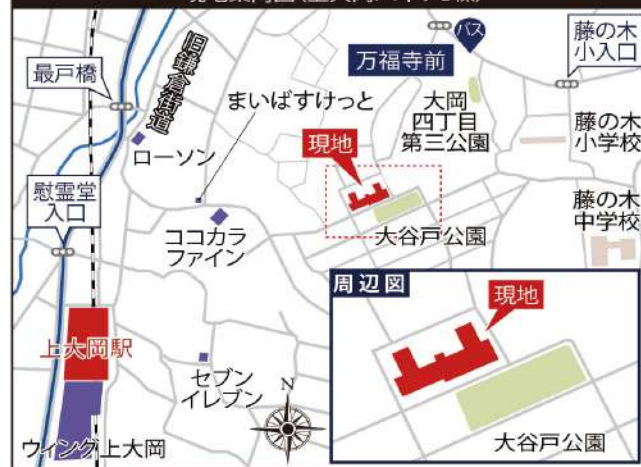 旧鎌倉街道
最戸橋
まいばすけっと
ローソン
慰霊堂
入口
ココカラ
ファイン
上大岡駅
セブン
イレブン
ウィング上大岡
N
バス
万福寺前
藤の木
小入口
大岡
四丁目
第三公園
藤の木
小学校
現地
藤の木
中学校
大谷戸公園
周辺図
現地
大谷戸公園